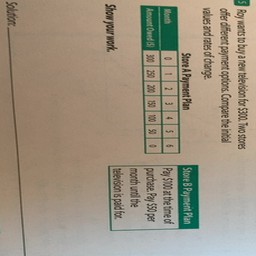 5 Roy wants to buy a new television for $300. Two stores
offer different payment options. Compare the initial
values and rates of change.
Store A Payment Plan
Month 0 1 2 3 4 5 6
Amount Owed ($) 300 250 200 150 100 50 0
Store B Payment Plan
Pay $100 at the time of
purchase. Pay $50 per
month until the
television is paid for.
Show your work.
Solution: